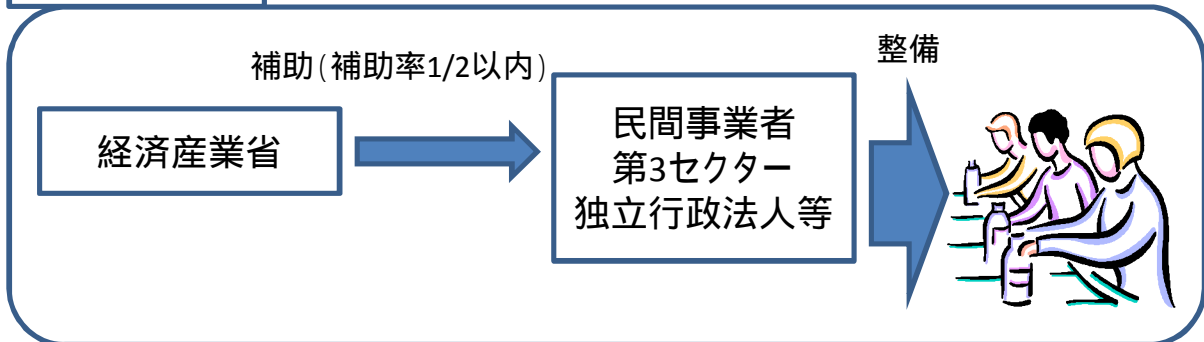 補助(補助率1/2以内)
整備
経済産業省
民間事業者
第3セクター
独立行政法人等